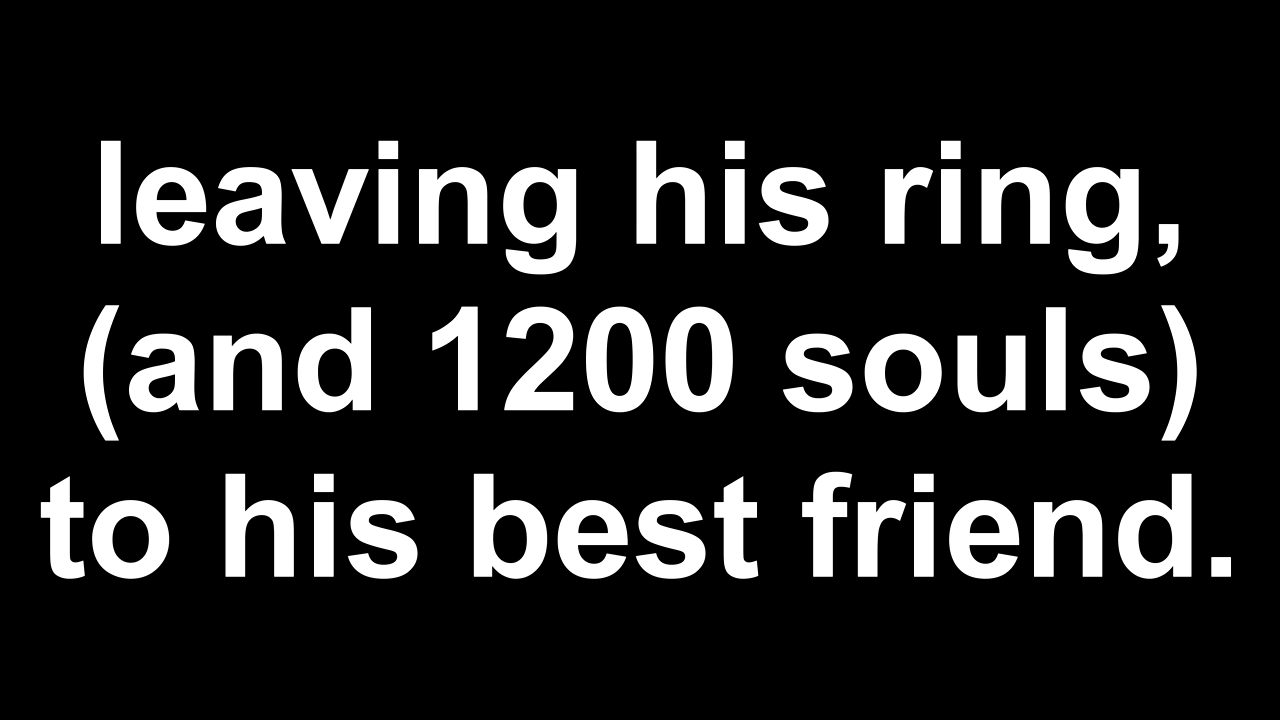 leaving his ring,
(and 1200 souls)
to his best friend.